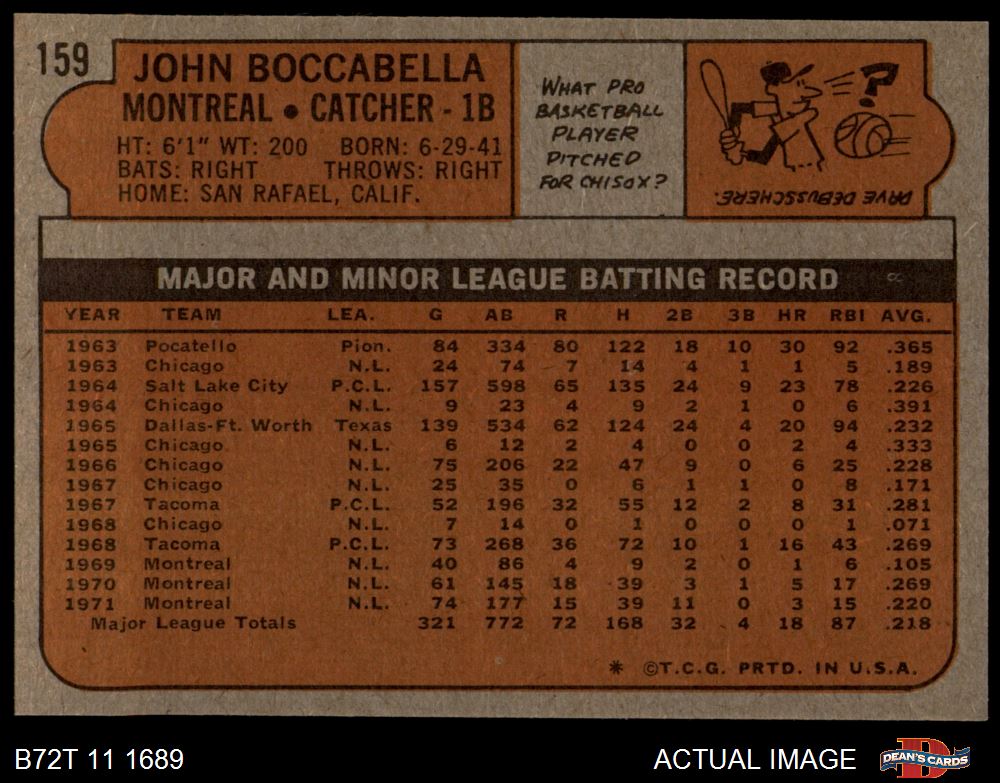 159
JOHN BOCCABELLA
MONTREAL • CATCHER - 1B
HT: 6'1" WT: 200 BORN: 6-29-41
BATS: RIGHT THROWS: RIGHT
HOME: SAN RAFAEL, CALIF.
WHAT PRO
BASKETBALL
PLAYER
PITCHED
FOR CHISOX?
?
DAVE DEBUSSCHERE.
MAJOR AND MINOR LEAGUE BATTING RECORD
YEAR TEAM LEA. G AB R H 2B 3B HR RBI AVG.
1963 Pocatello Pion. 84 334 80 122 18 10 30 92 .365
1963 Chicago N.L. 24 74 7 14 4 1 1 5 .189
1964 Salt Lake City P.C.L. 157 598 65 135 24 9 23 78 .226
1964 Chicago N.L. 9 23 4 9 2 1 0 6 .391
1965 Dallas-Ft. Worth Texas 139 534 62 124 24 4 20 94 .232
1965 Chicago N.L. 6 12 2 4 0 0 2 4 .333
1966 Chicago N.L. 75 206 22 47 9 0 6 25 .228
1967 Chicago N.L. 25 35 0 6 1 1 0 8 .171
1967 Tacoma P.C.L. 52 196 32 55 12 2 8 31 .281
1968 Chicago N.L. 7 14 0 1 0 0 0 1 .071
1968 Tacoma P.C.L. 73 268 36 72 10 1 16 43 .269
1969 Montreal N.L. 40 86 4 9 2 0 1 6 .105
1970 Montreal N.L. 61 145 18 39 3 1 5 17 .269
1971 Montreal N.L. 74 177 15 39 11 0 3 15 .220
Major League Totals 321 772 72 168 32 4 18 87 .218
* ©T.C.G. PRTD. IN U.S.A.
B72T 11 1689 ACTUAL IMAGE D DEAN'S CARDS